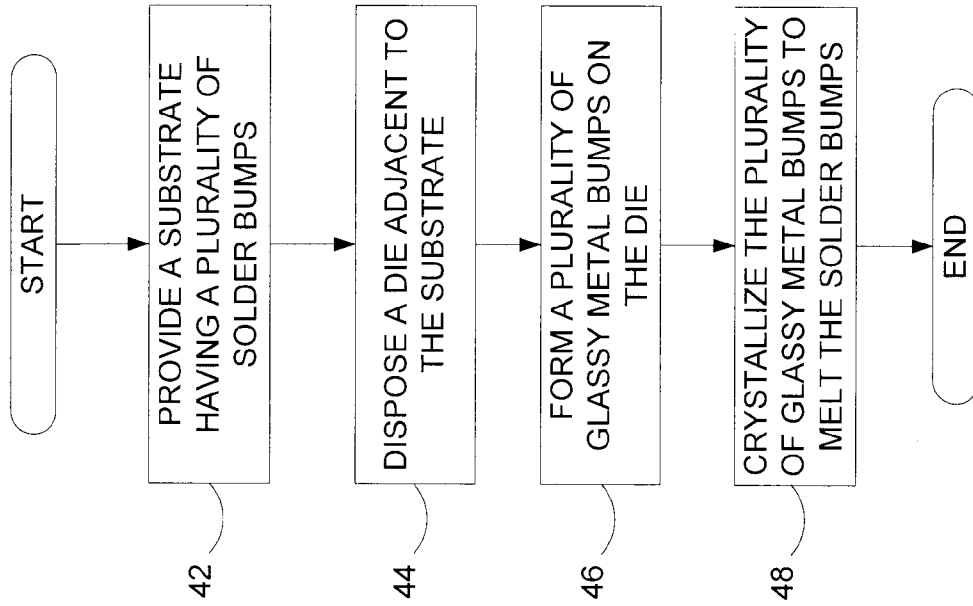 START
PROVIDE A SUBSTRATE
HAVING A PLURALITY OF
SOLDER BUMPS
42
DISPOSE A DIE ADJACENT TO
THE SUBSTRATE
44
FORM A PLURALITY OF
GLASSY METAL BUMPS ON
THE DIE
46
CRYSTALLIZE THE PLURALITY
OF GLASSY METAL BUMPS TO
MELT THE SOLDER BUMPS
48
END